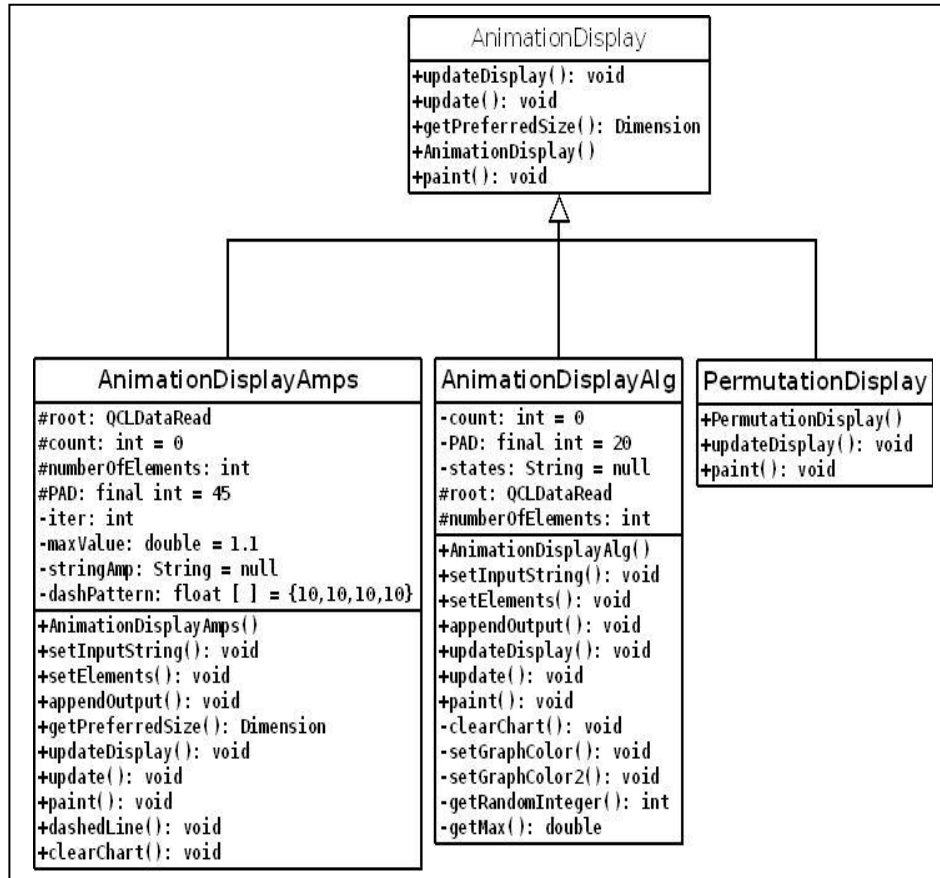 AnimationDisplay
+updateDisplay(): void
+update(): void
+getPreferredSize(): Dimension
+AnimationDisplay()
+paint(): void
AnimationDisplayAmps
#root: QCLDataRead
#count: int = 0
#numberOfElements: int
#PAD: final int = 45
-iter: int
-maxValue: double = 1.1
-stringAmp: String = null
-dashPattern: float [ ] = {10,10,10,10}
+AnimationDisplayAmps()
+setInputString(): void
+setElements(): void
+appendOutput(): void
+getPreferredSize(): Dimension
+updateDisplay(): void
+update(): void
+paint(): void
+dashedLine(): void
+clearChart(): void
AnimationDisplayAlg
-count: int = 0
-PAD: final int = 20
-states: String = null
#root: QCLDataRead
#numberOfElements: int
+AnimationDisplayAlg()
+setInputString(): void
+setElements(): void
+appendOutput(): void
+updateDisplay(): void
+update(): void
+paint(): void
-clearChart(): void
-setGraphColor(): void
-setGraphColor2(): void
-getRandomInteger(): int
-getMax(): double
PermutationDisplay
+PermutationDisplay()
+updateDisplay(): void
+paint(): void